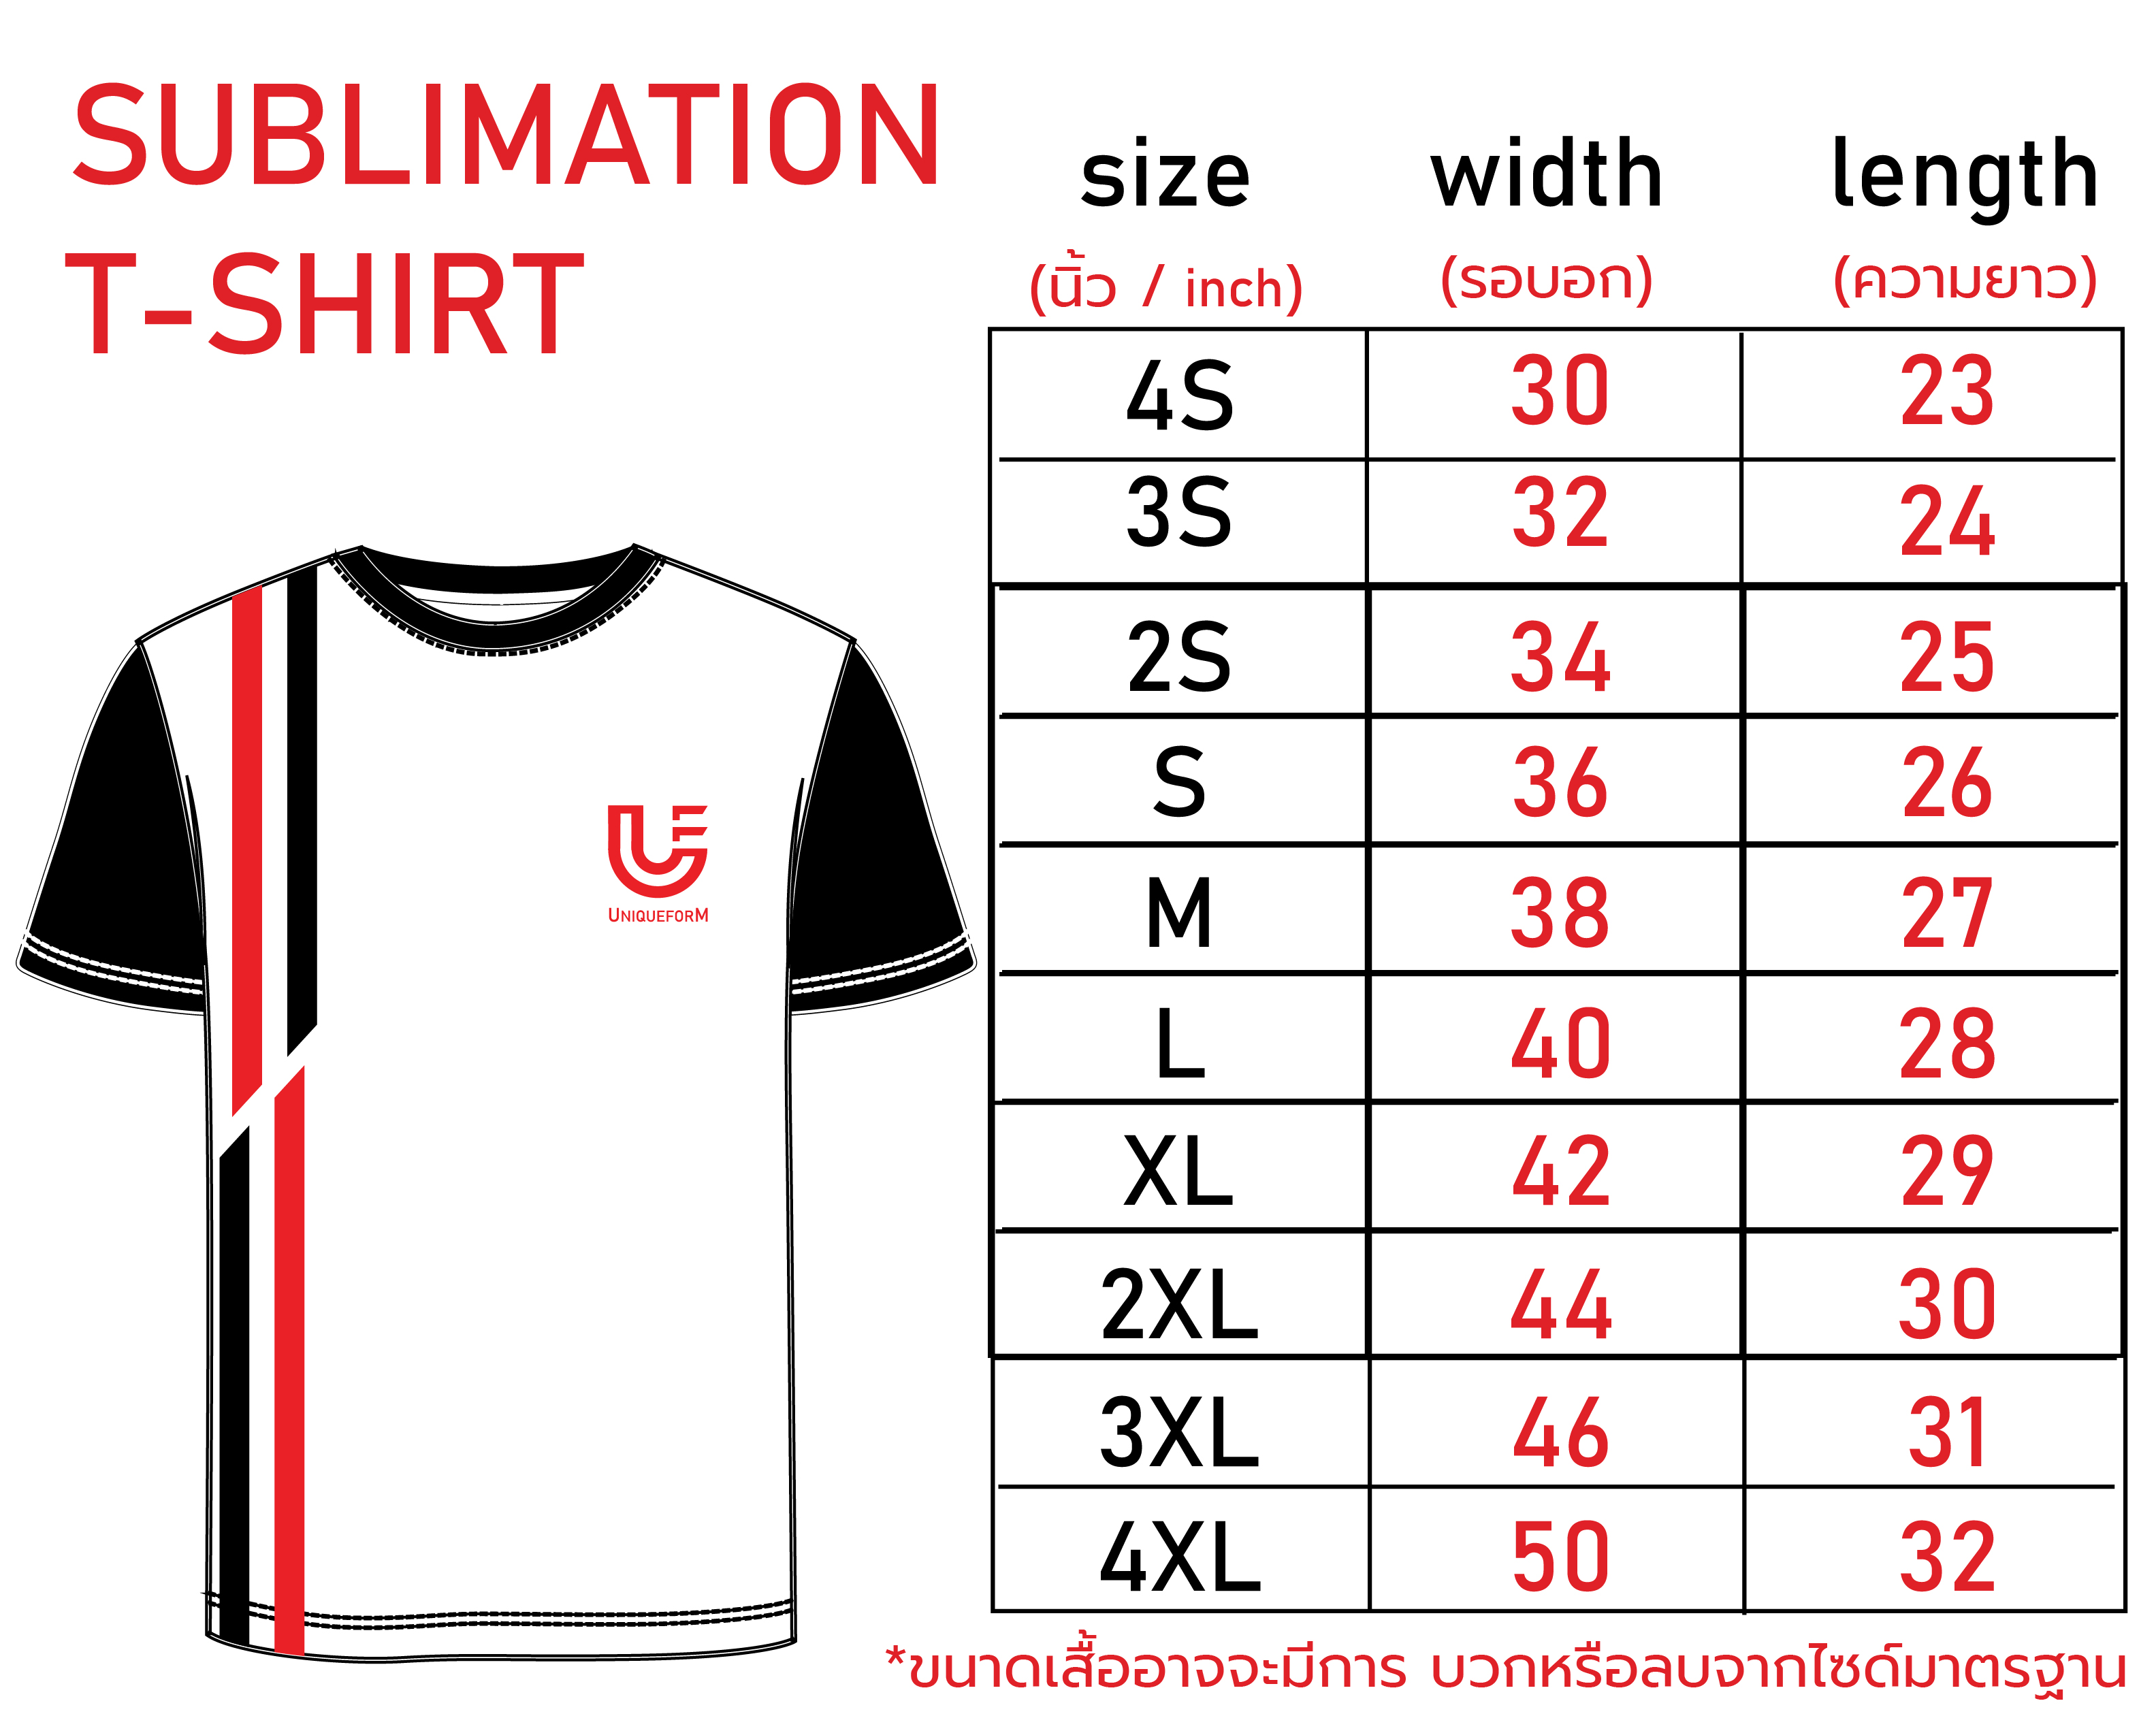 SUBLIMATION
T-SHIRT
size width length
(นิ้ว / inch) (รอบอก) (ความยาว)
4S 30 23
3S 32 24
2S 34 25
S 36 26
M 38 27
L 40 28
XL 42 29
2XL 44 30
3XL 46 31
4XL 50 32
UF
UNIQUEFORM
*ขนาดเสื้ออาจจะมีการ บวกหรือลบจากไซด์มาตรฐาน